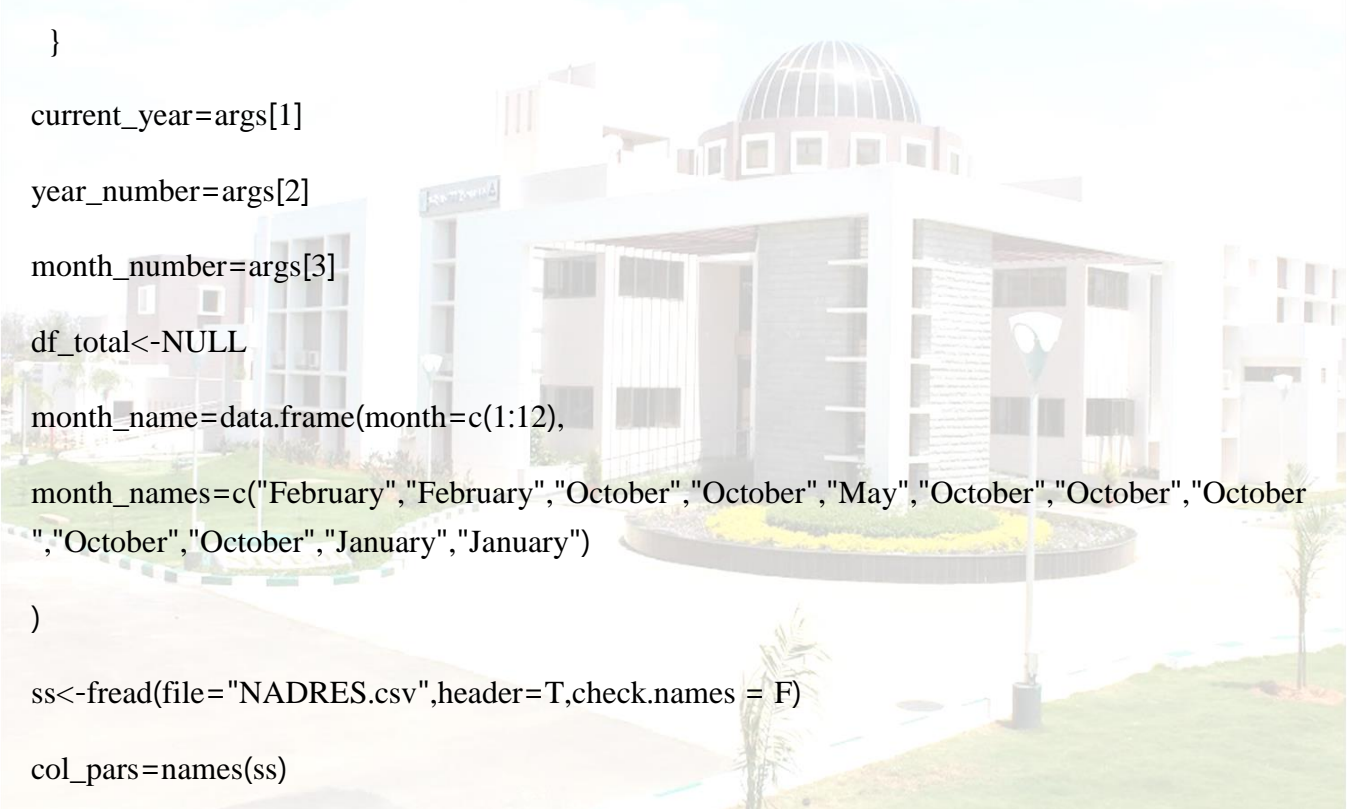 }
current_year=args[1]
year_number=args[2]
month_number=args[3]
df_total<-NULL
month_name=data.frame(month=c(1:12),
month_names=c("February","February","October","October","May","October","October","October
","October","October","January","January")
)
ss<-fread(file="NADRES.csv",header=T,check.names = F)
col_pars=names(ss)